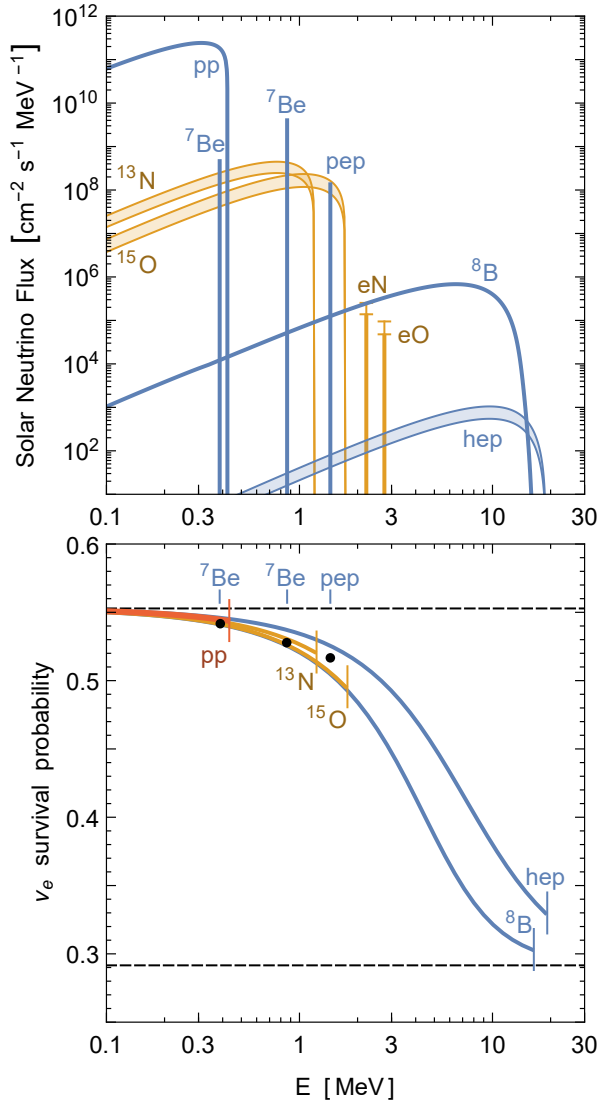 Solar Neutrino Flux [cm⁻² s⁻¹ MeV⁻¹]
10¹²
10¹⁰
10⁸
10⁶
10⁴
10²
pp
⁷Be
⁷Be
pep
¹³N
¹⁵O
⁸B
eN
eO
hep
0.1 0.3 1 3 10 30
νₑ survival probability
0.6
0.5
0.4
0.3
⁷Be ⁷Be pep
pp
¹³N
¹⁵O
hep
⁸B
0.1 0.3 1 3 10 30
E [MeV]